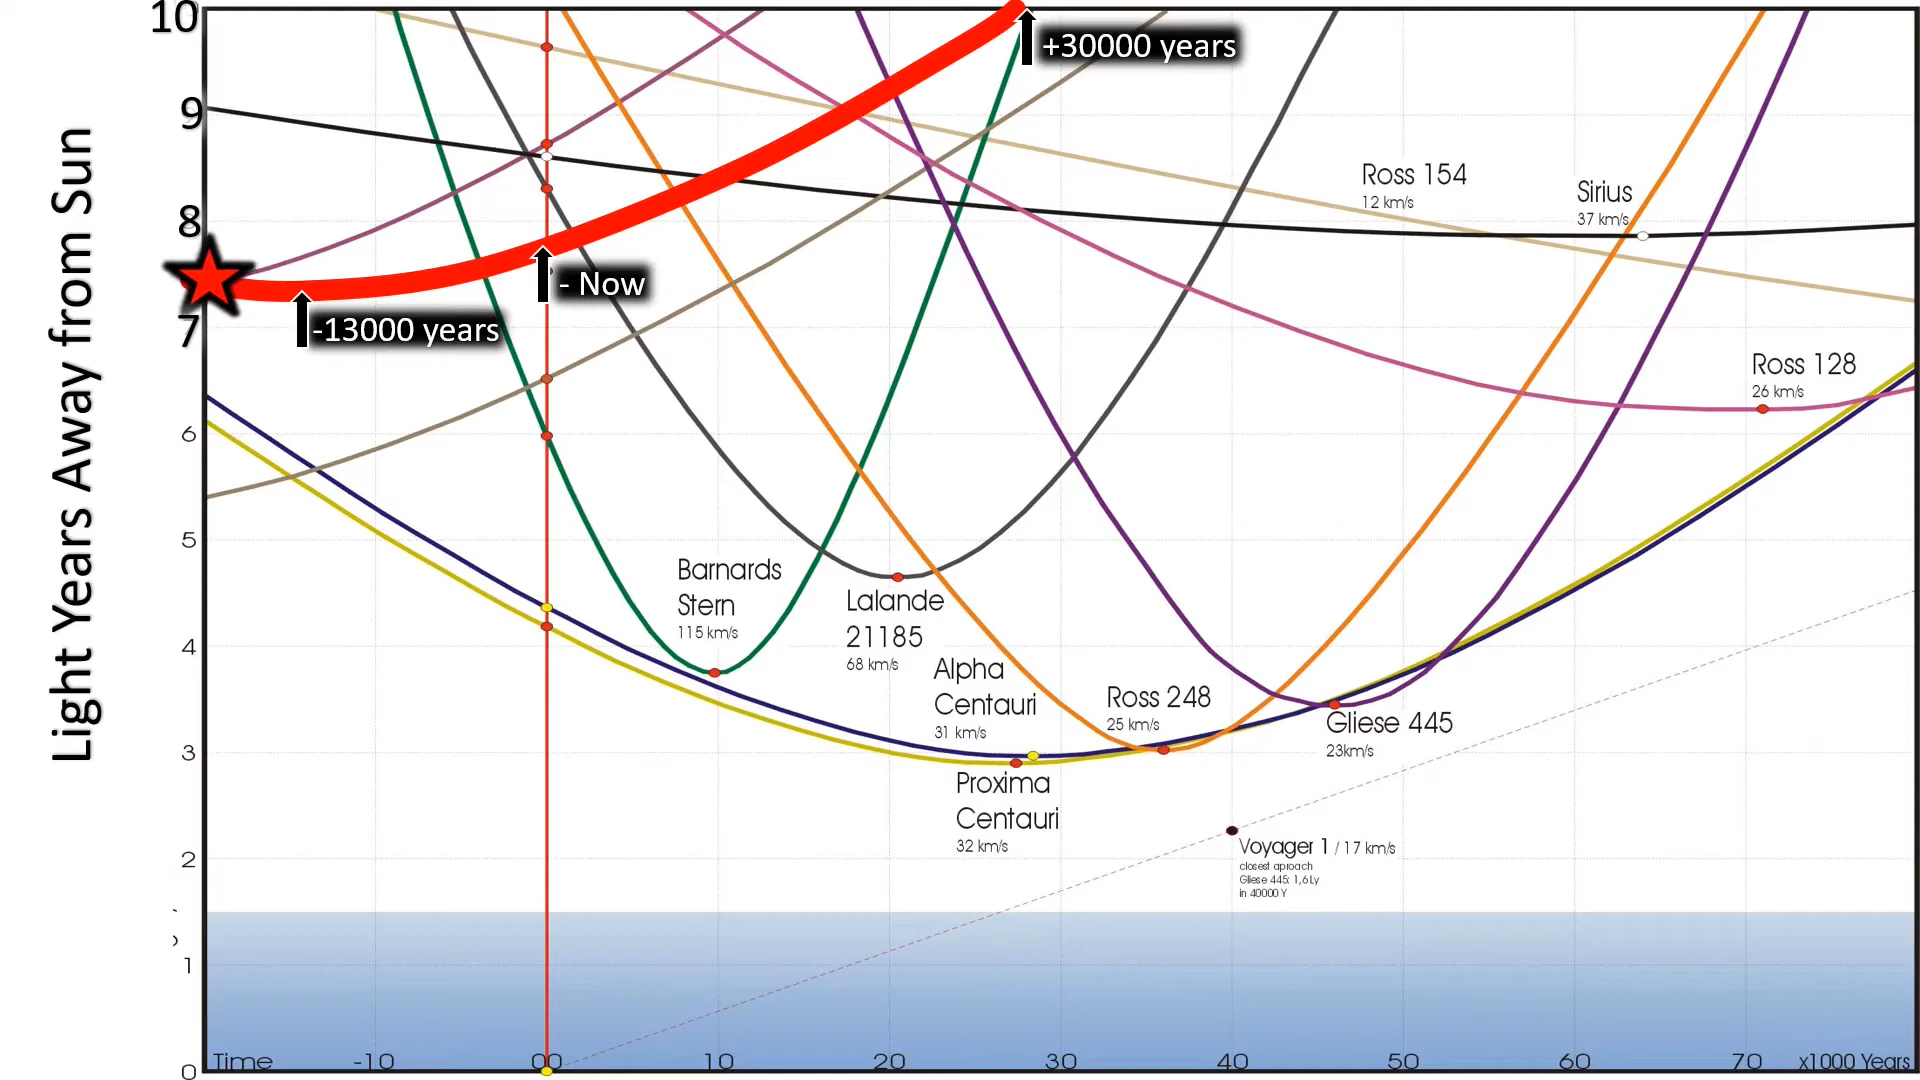 10
+30000 years
9
8
7
6
5
4
3
2
1
0
Light Years Away from Sun
- Now
-13000 years
Ross 154
12 km/s
Sirius
37 km/s
Ross 128
26 km/s
Barnards
Stern
115 km/s
Lalande
21185
68 km/s
Alpha
Centauri
31 km/s
Ross 248
25 km/s
Gliese 445
23km/s
Proxima
Centauri
32 km/s
Voyager 1 / 17 km/s
closest aproach
Gliese 445: 1,6Ly
in 40000 Y
Time -10 00 10 20 30 40 50 60 70 x1000 Years